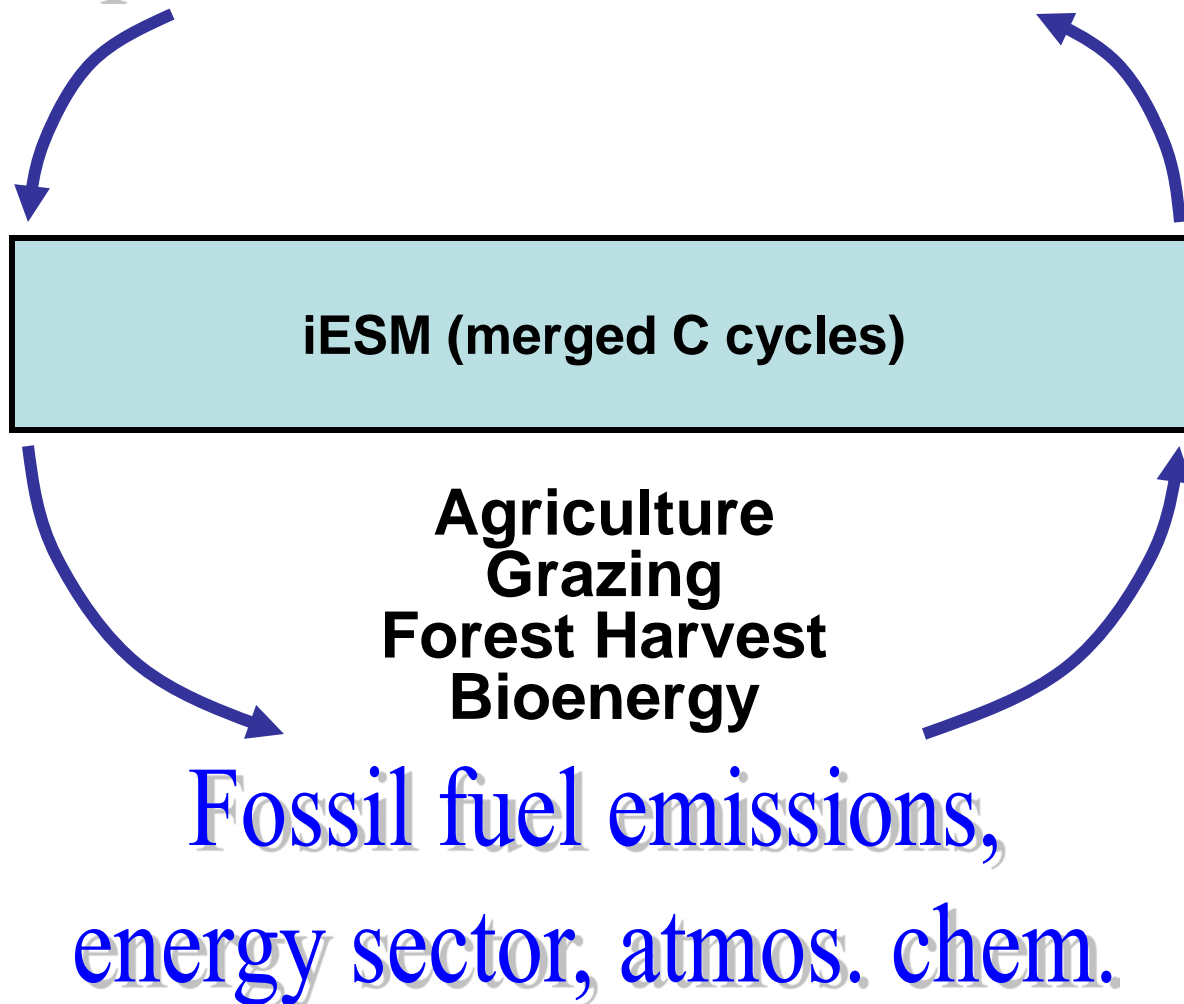 iESM (merged C cycles)
Agriculture
Grazing
Forest Harvest
Bioenergy
Fossil fuel emissions,
energy sector, atmos. chem.